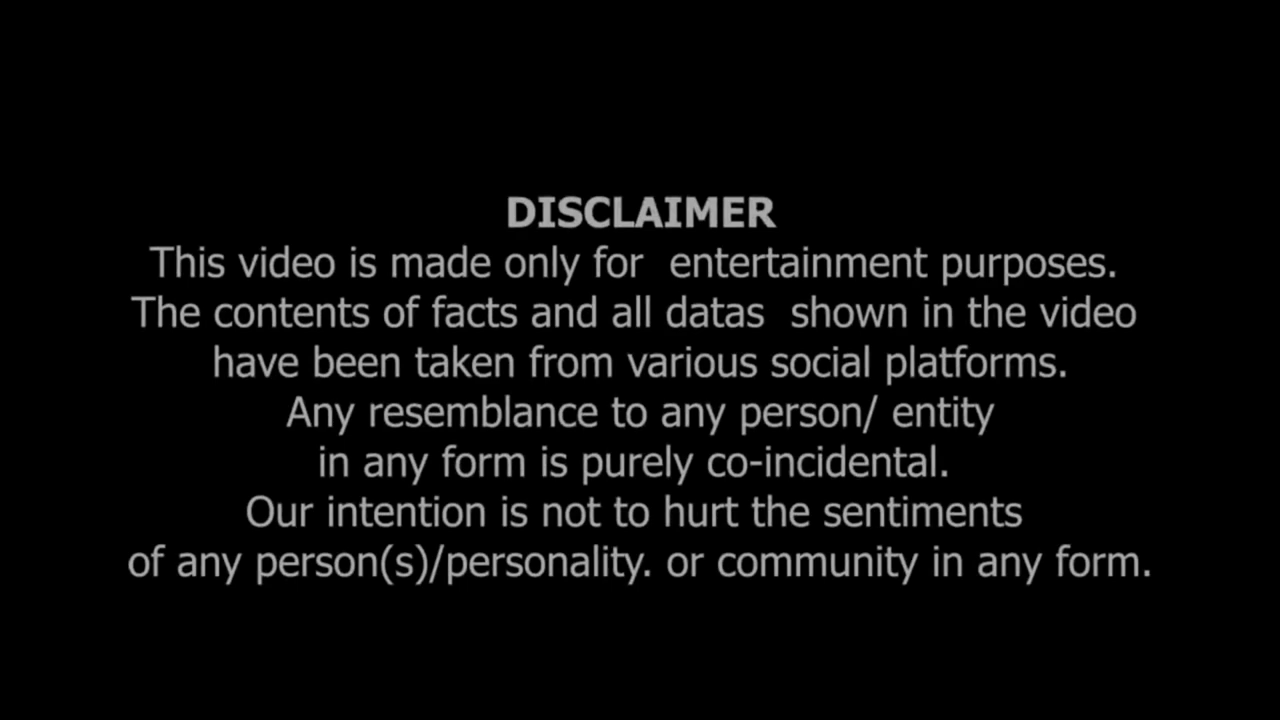 DISCLAIMER
This video is made only for  entertainment purposes.
The contents of facts and all datas  shown in the video
have been taken from various social platforms.
Any resemblance to any person/ entity
in any form is purely co-incidental.
Our intention is not to hurt the sentiments
of any person(s)/personality. or community in any form.